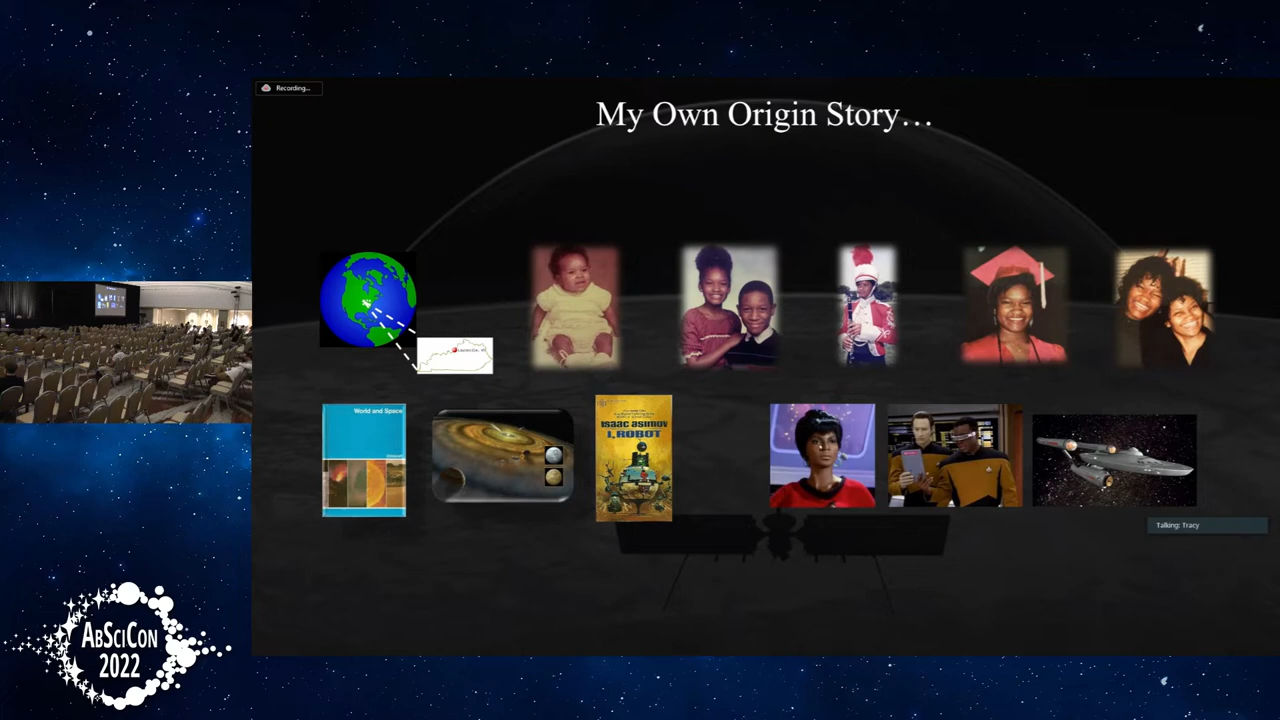 Recording...
My Own Origin Story...
World and Space
ISAAC ASIMOV
I, ROBOT
Talking: Tracy
ABSCICON
2022